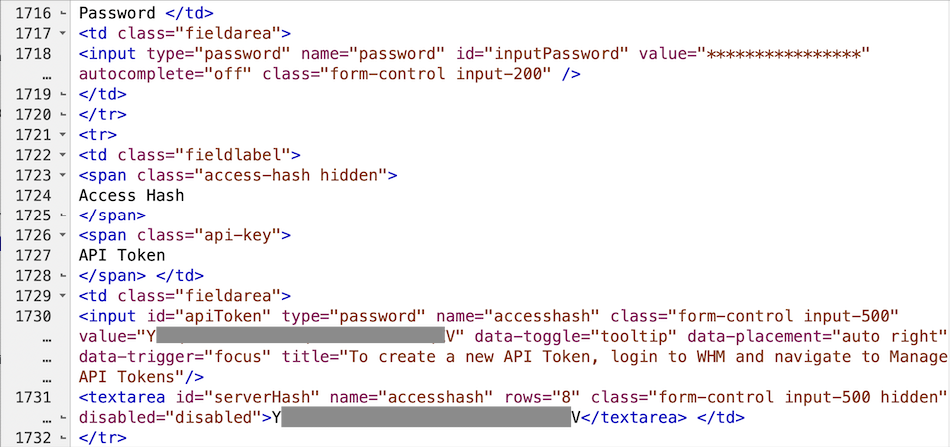 1716 Password </td>
1717 <td class="fieldarea">
1718 <input type="password" name="password" id="inputPassword" value="****************"
… autocomplete="off" class="form-control input-200" />
1719 </td>
1720 </tr>
1721 <tr>
1722 <td class="fieldlabel">
1723 <span class="access-hash hidden">
1724 Access Hash
1725 </span>
1726 <span class="api-key">
1727 API Token
1728 </span> </td>
1729 <td class="fieldarea">
1730 <input id="apiToken" type="password" name="accesshash" class="form-control input-500"
… value="Y V" data-toggle="tooltip" data-placement="auto right"
… data-trigger="focus" title="To create a new API Token, login to WHM and navigate to Manage
… API Tokens"/>
1731 <textarea id="serverHash" name="accesshash" rows="8" class="form-control input-500 hidden"
… disabled="disabled">Y V</textarea> </td>
1732 </tr>